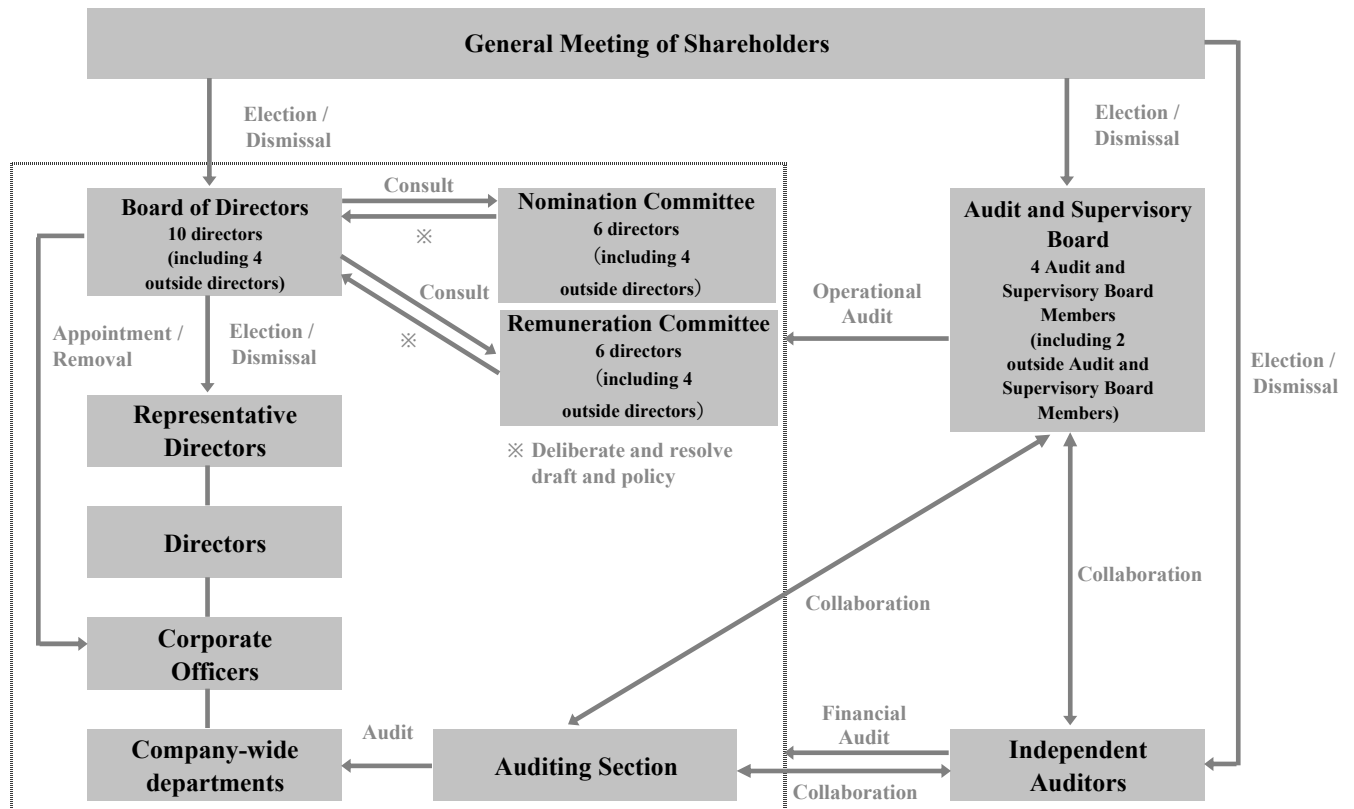 General Meeting of Shareholders
Election /
Dismissal
Election /
Dismissal
Board of Directors
10 directors
(including 4
outside directors)
Consult
※
Nomination Committee
6 directors
（including 4
outside directors）
Audit and Supervisory
Board
4 Audit and
Supervisory Board
Members
(including 2
outside Audit and
Supervisory Board
Members)
Consult
※
Operational
Audit
Remuneration Committee
6 directors
（including 4
outside directors）
Appointment /
Removal
Election /
Dismissal
Election /
Dismissal
Representative
Directors
※ Deliberate and resolve
draft and policy
Directors
Collaboration
Collaboration
Corporate
Officers
Company-wide
departments
Audit
Auditing Section
Financial
Audit
Collaboration
Independent
Auditors